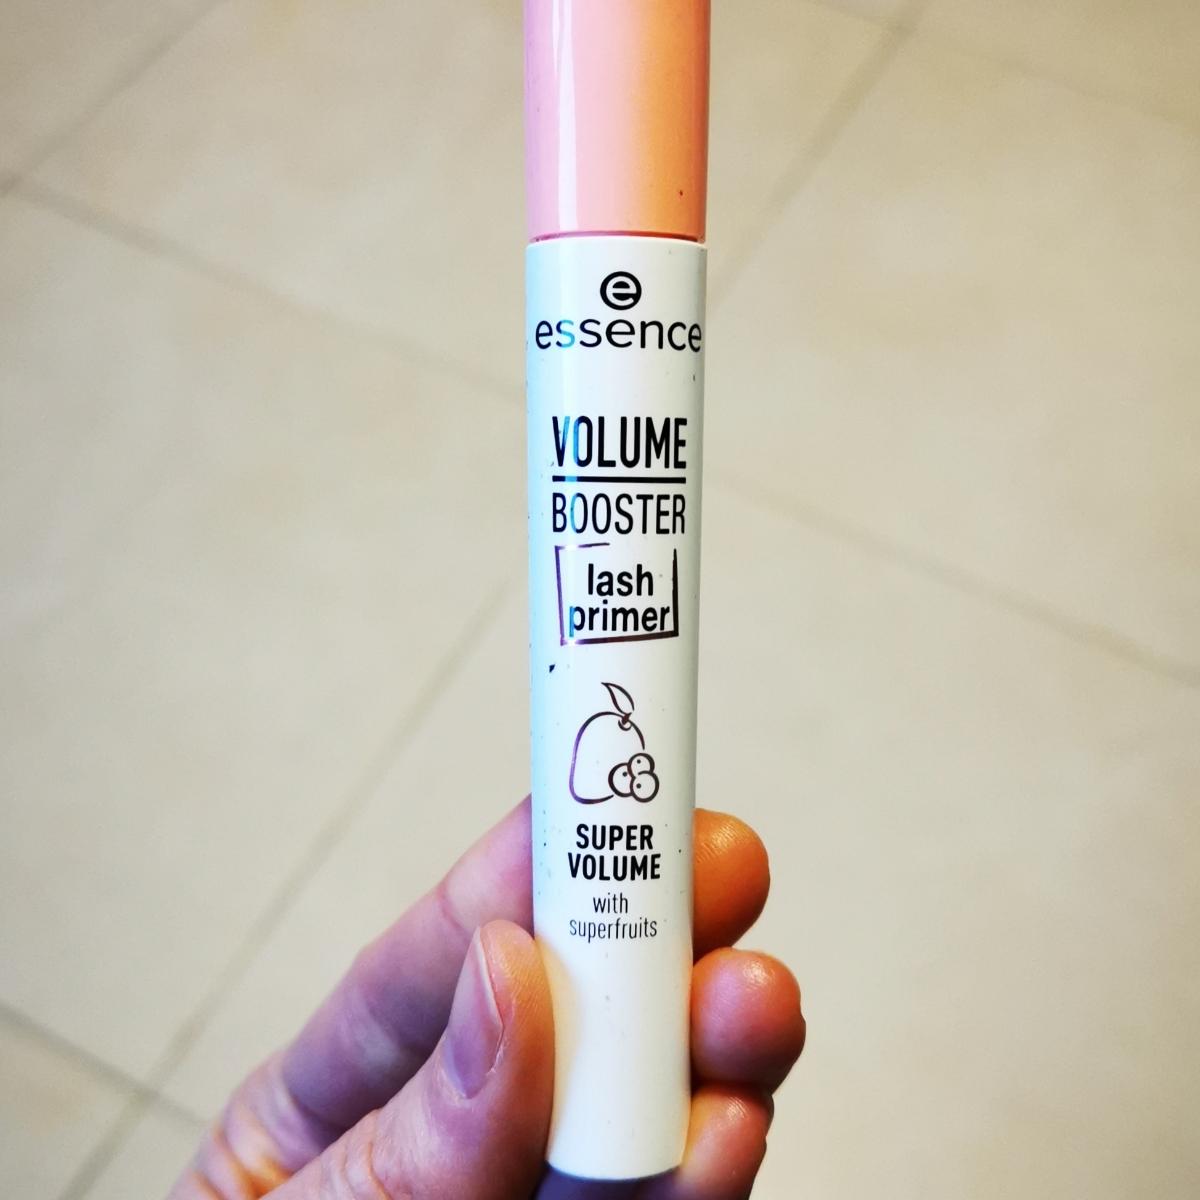 e
essence
VOLUME
BOOSTER
lash
primer
SUPER
VOLUME
with
superfruits